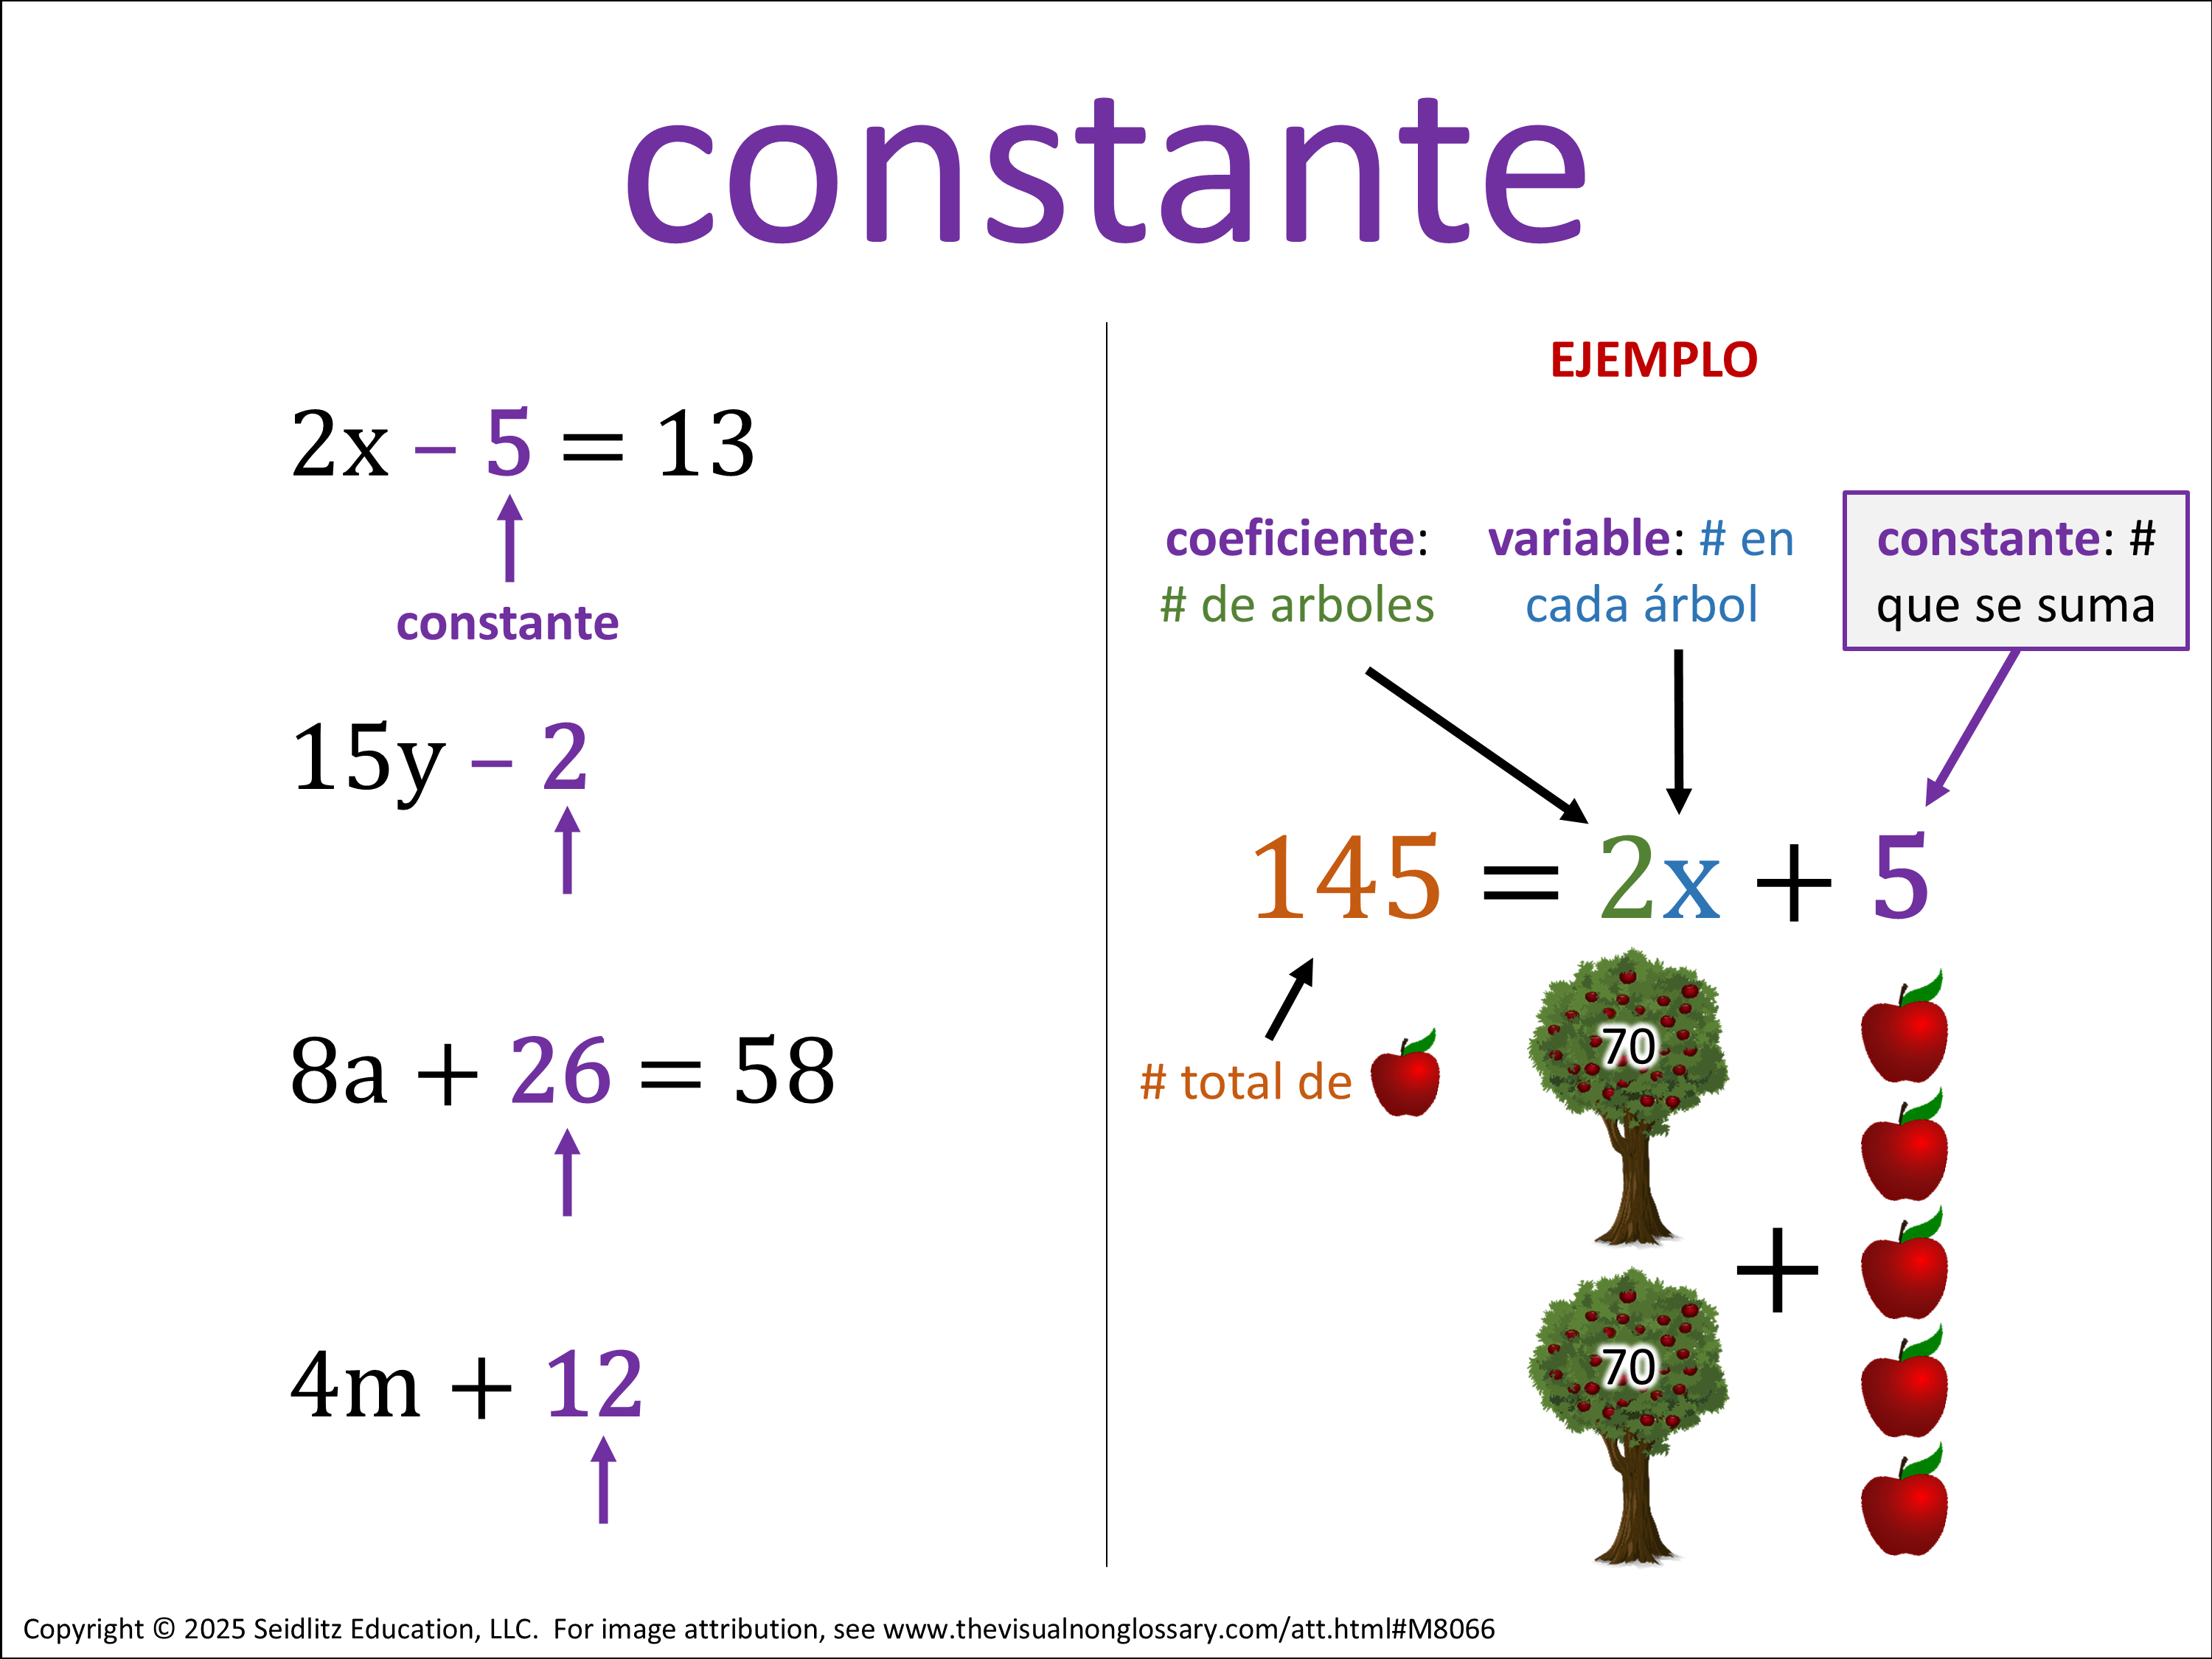 constante
2x – 5 = 13
constante
15y – 2
8a + 26 = 58
4m + 12
EJEMPLO
coeficiente:
# de arboles
variable: # en
cada árbol
constante: #
que se suma
145 = 2x + 5
# total de
70
+
70
Copyright © 2025 Seidlitz Education, LLC.  For image attribution, see www.thevisualnonglossary.com/att.html#M8066